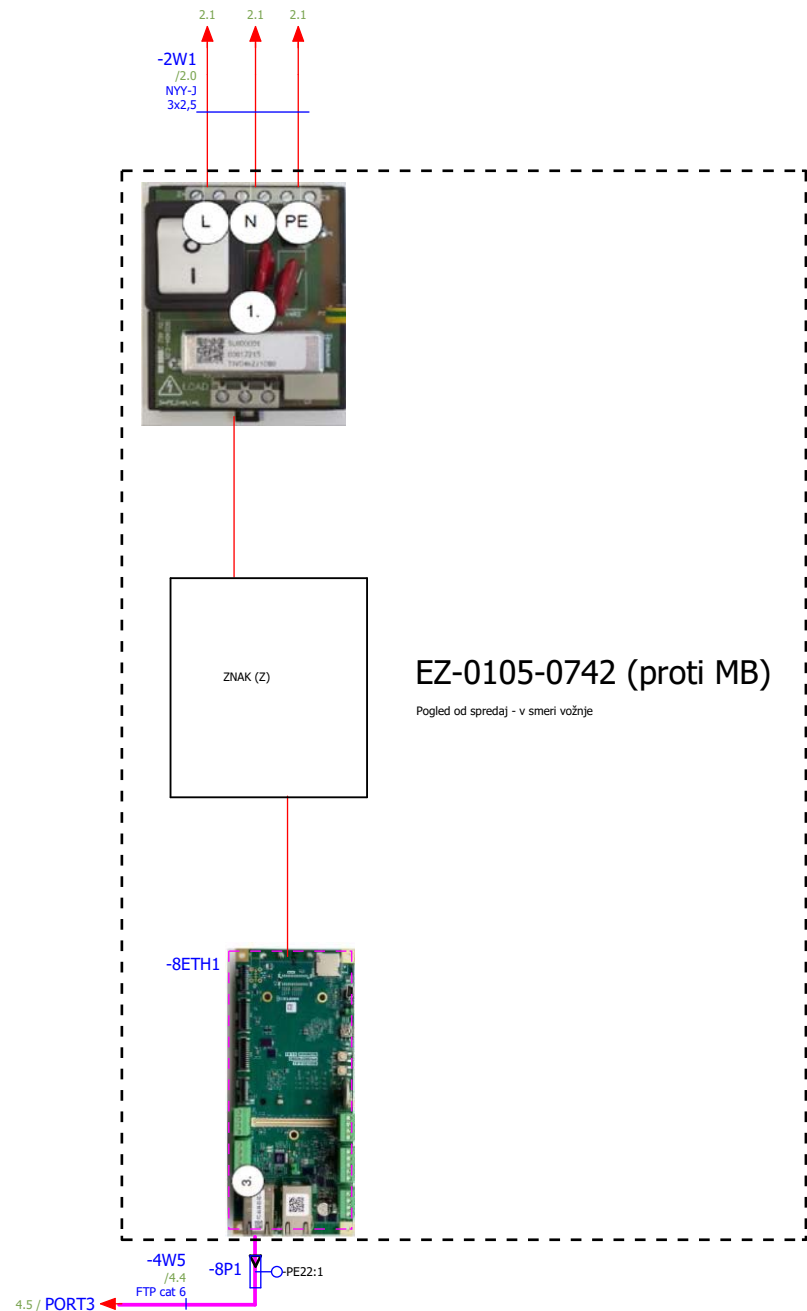 2.1 2.1 2.1
-2W1
/2.0
NYY-J
3x2,5
L N PE
O
I
1.
LOAD
ZNAK (Z)
EZ-0105-0742 (proti MB)
Pogled od spredaj - v smeri vožnje
-8ETH1
3.
-4W5
/4.4
FTP cat 6
-8P1
PE22:1
4.5 / PORT3